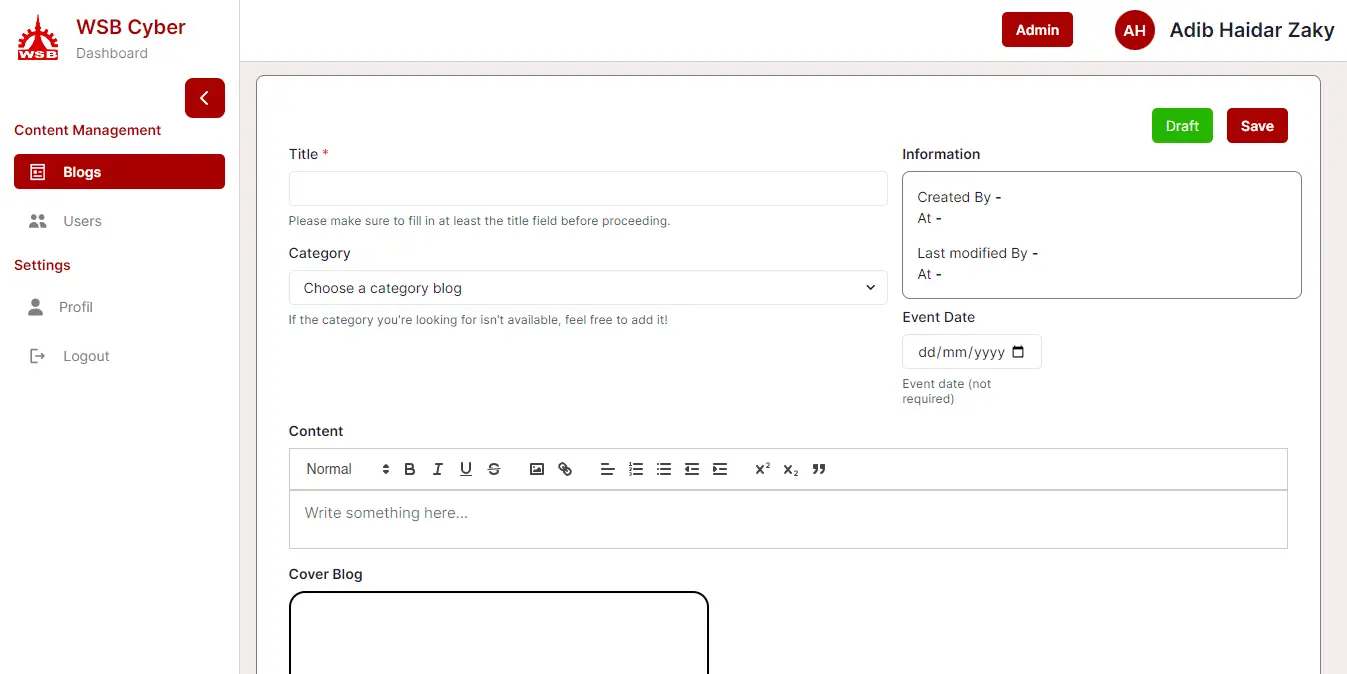 WSB Cyber
Dashboard
WSB
Admin
AH
Adib Haidar Zaky
Content Management
Blogs
Users
Settings
Profil
Logout
Draft
Save
Title *
Please make sure to fill in at least the title field before proceeding.
Category
Choose a category blog
If the category you're looking for isn't available, feel free to add it!
Information
Created By -
At -
Last modified By -
At -
Event Date
dd/mm/yyyy
Event date (not
required)
Content
Normal
Write something here...
Cover Blog